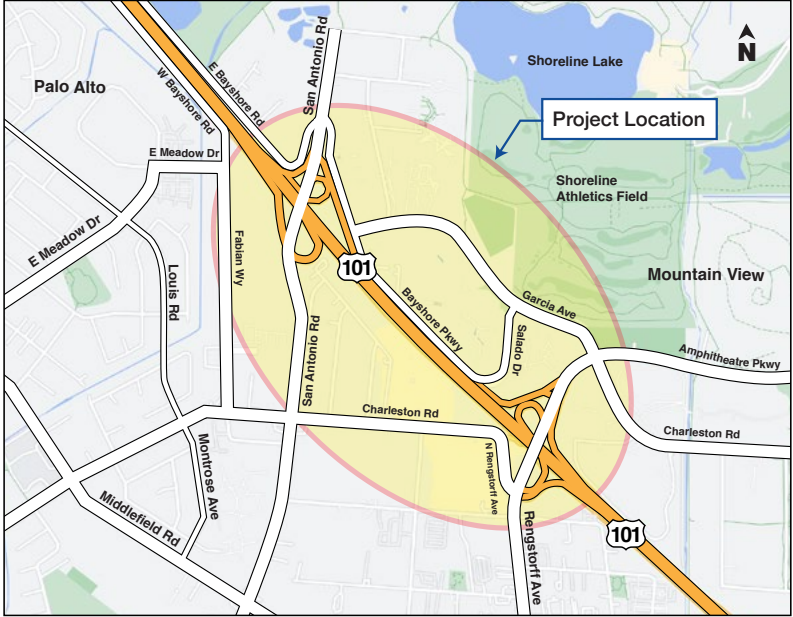 San Antonio Rd
Shoreline Lake
N
Palo Alto
E Bayshore Rd
W Bayshore Rd
Project Location
E Meadow Dr
Shoreline
Athletics Field
E Meadow Dr
Fabian Wy
Louis Rd
101
Mountain View
Bayshore Pkwy
Garcia Ave
San Antonio Rd
Salado Dr
Amphitheatre Pkwy
Charleston Rd
Charleston Rd
Montrose Ave
N Rengstorff Ave
Middlefield Rd
Rengstorff Ave
101